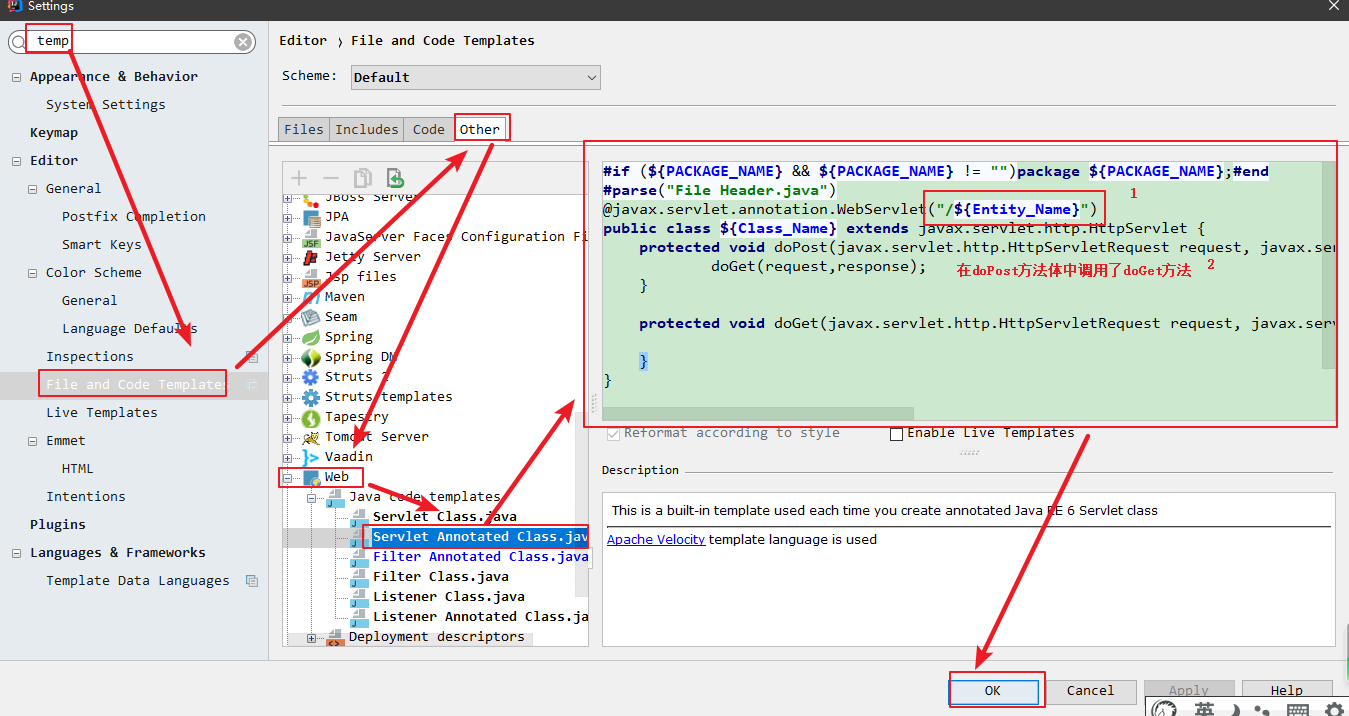 Settings
temp
Appearance & Behavior
System Settings
Keymap
Editor
General
Postfix Completion
Smart Keys
Color Scheme
General
Language Defaults
Inspections
File and Code Templates
Live Templates
Emmet
HTML
Intentions
Plugins
Languages & Frameworks
Template Data Languages
Editor › File and Code Templates
Scheme: Default
Files Includes Code Other
JBoss Server
JPA
JavaServer Faces Configuration Fi
Jetty Server
Jsp files
Maven
Seam
Spring
Spring DM
Struts 2
Struts templates
Tapestry
Tomcat Server
Vaadin
Web
Java code templates
Servlet Class.java
Servlet Annotated Class.jav
Filter Annotated Class.java
Filter Class.java
Listener Class.java
Listener Annotated Class.ja
Deployment descriptors
#if (${PACKAGE_NAME} && ${PACKAGE_NAME} != "")package ${PACKAGE_NAME};#end
#parse("File Header.java")
1
@javax.servlet.annotation.WebServlet("/${Entity_Name}")
public class ${Class_Name} extends javax.servlet.http.HttpServlet {
protected void doPost(javax.servlet.http.HttpServletRequest request, javax.ser
doGet(request,response);
在doPost方法体中调用了doGet方法 2
}
protected void doGet(javax.servlet.http.HttpServletRequest request, javax.serv
}
}
Reformat according to style
Enable Live Templates
Description
This is a built-in template used each time you create annotated Java EE 6 Servlet class
Apache Velocity template language is used
OK Cancel Apply Help
英